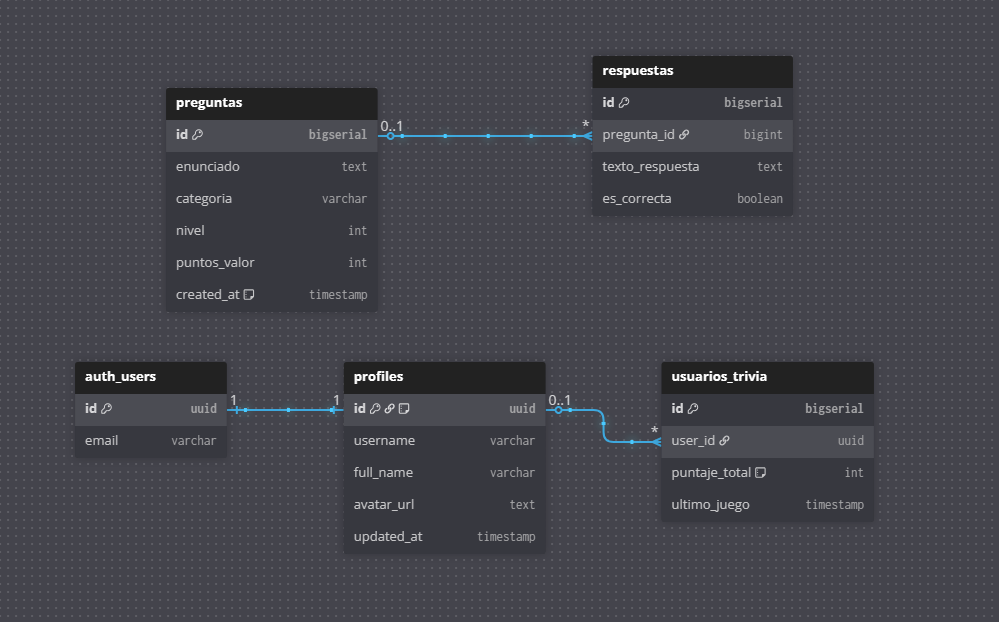 preguntas
id bigserial
enunciado text
categoria varchar
nivel int
puntos_valor int
created_at timestamp
0..1 *
respuestas
id bigserial
pregunta_id bigint
texto_respuesta text
es_correcta boolean
auth_users
id uuid
email varchar
1 1
profiles
id uuid
username varchar
full_name varchar
avatar_url text
updated_at timestamp
0..1 *
usuarios_trivia
id bigserial
user_id uuid
puntaje_total int
ultimo_juego timestamp